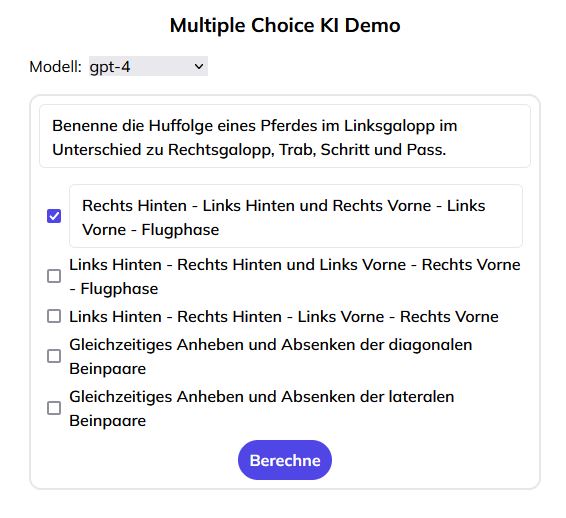 Multiple Choice KI Demo
Modell: gpt-4
Benenne die Huffolge eines Pferdes im Linksgalopp im
Unterschied zu Rechtsgalopp, Trab, Schritt und Pass.
Rechts Hinten - Links Hinten und Rechts Vorne - Links
Vorne - Flugphase
Links Hinten - Rechts Hinten und Links Vorne - Rechts Vorne
- Flugphase
Links Hinten - Rechts Hinten - Links Vorne - Rechts Vorne
Gleichzeitiges Anheben und Absenken der diagonalen
Beinpaare
Gleichzeitiges Anheben und Absenken der lateralen
Beinpaare
Berechne